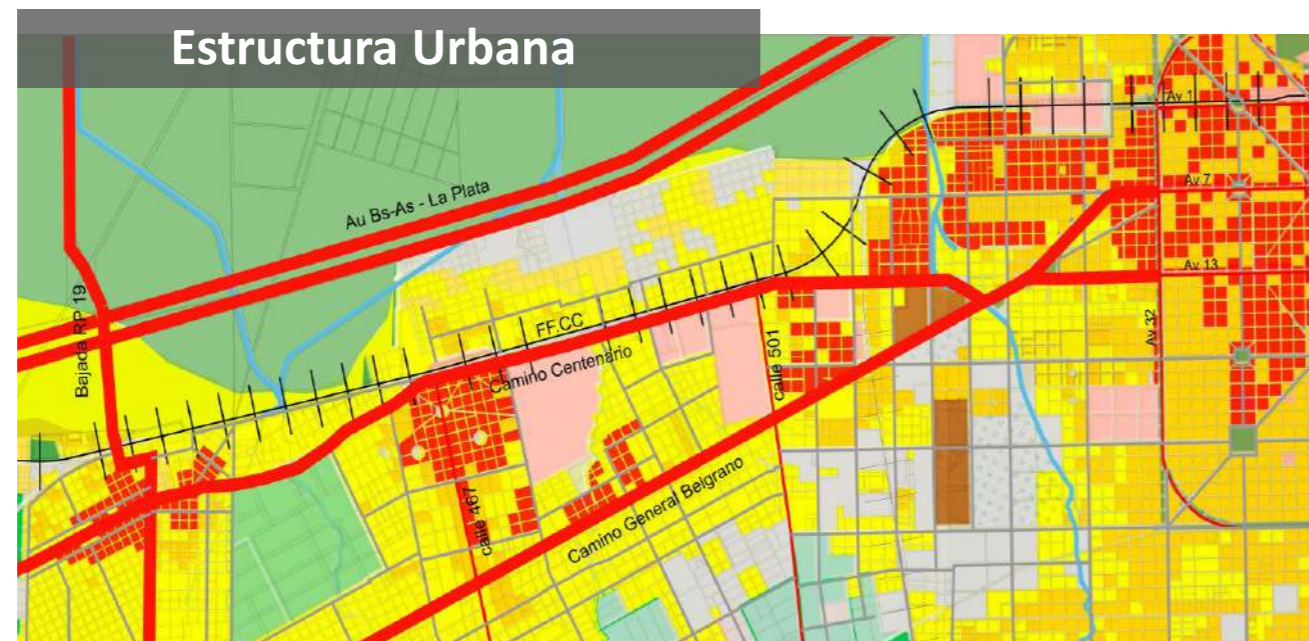 Estructura Urbana
Av 1
Au Bs-As - La Plata
Av 7
Av 13
Bajada RP 19
FF.CC
Camino Centenario
calle 501
Av 32
calle 467
Camino General Belgrano